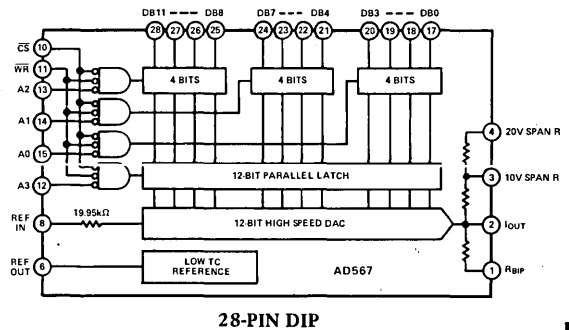 DB11 ---- DB8 DB7 --- DB4 DB3 --- DB0
28 27 26 25 24 23 22 21 20 19 18 17
C̅S̅ 10
W̅R̅ 11
A2 13
4 BITS 4 BITS 4 BITS
A1 14
A0 15
4 20V SPAN R
12-BIT PARALLEL LATCH
3 10V SPAN R
A3 12
REF IN 8 19.95kΩ 12-BIT HIGH SPEED DAC 2 IOUT
REF OUT 6 LOW TC REFERENCE AD567 1 RBIP
28-PIN DIP